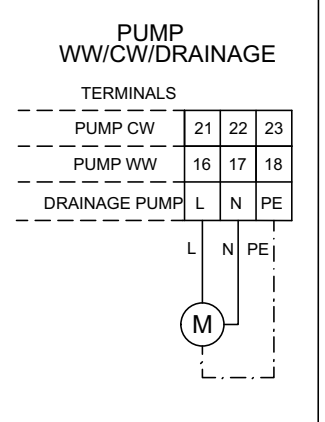 PUMP
WW/CW/DRAINAGE
TERMINALS
PUMP CW 21 22 23
PUMP WW 16 17 18
DRAINAGE PUMP L N PE
L N PE
M